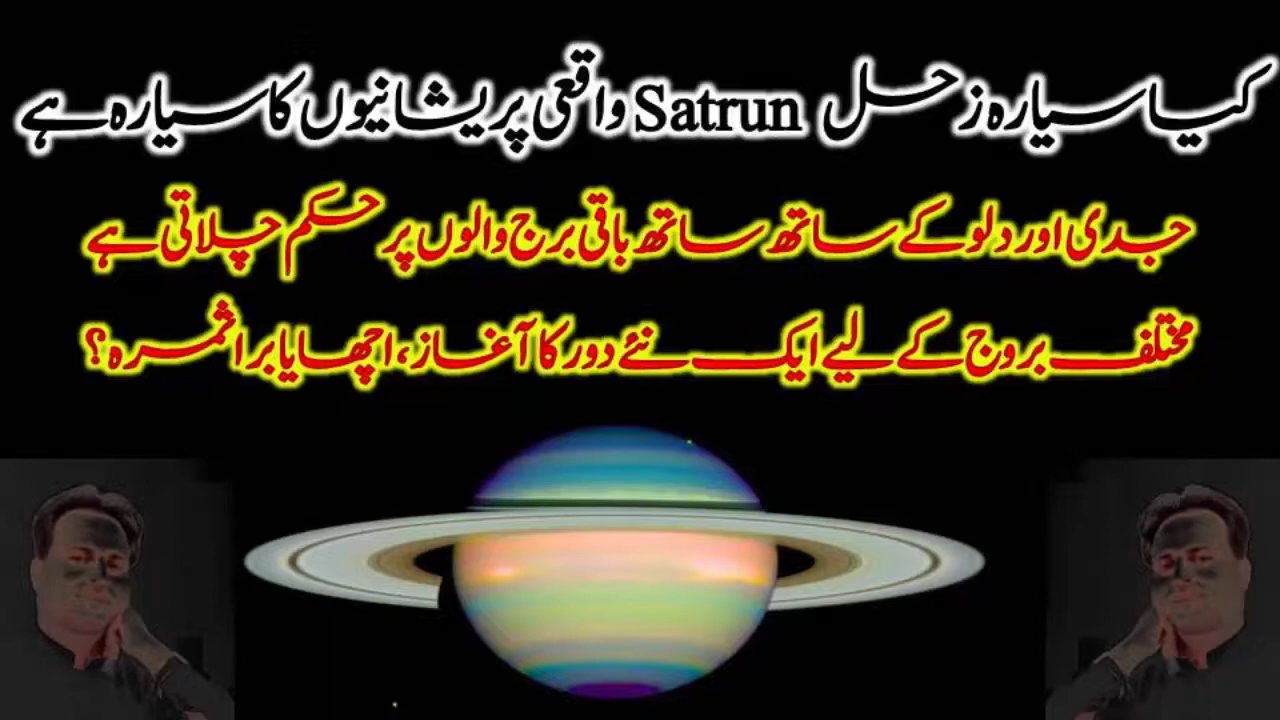 کیا سیارہ زحل Satrun واقعی پریشانیوں کا سیارہ ہے
جدی اور دلو کے ساتھ ساتھ باقی برج والوں پر حکم چلاتی ہے
مختلف بروج کے لیے ایک نئے دور کا آغاز، اچھا یا برا ثمرہ؟